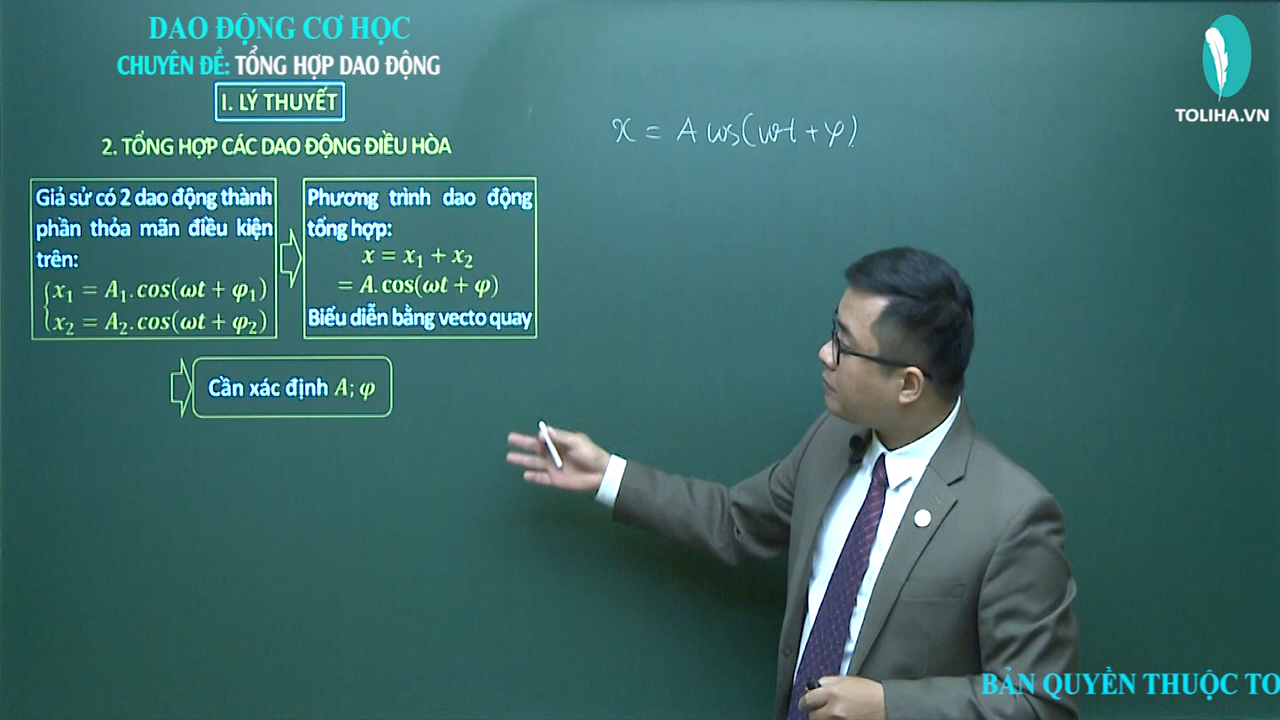 DAO ĐỘNG CƠ HỌC
CHUYÊN ĐỀ: TỔNG HỢP DAO ĐỘNG
I. LÝ THUYẾT
2. TỔNG HỢP CÁC DAO ĐỘNG ĐIỀU HÒA
Giả sử có 2 dao động thành
phần thỏa mãn điều kiện
trên:
x₁ = A₁.cos(ωt + φ₁)
x₂ = A₂.cos(ωt + φ₂)
Phương trình dao động
tổng hợp:
x = x₁ + x₂
= A.cos(ωt + φ)
Biểu diễn bằng vecto quay
Cần xác định A; φ
x = A cos(ωt + φ)
TOLIHA.VN
BẢN QUYỀN THUỘC TO